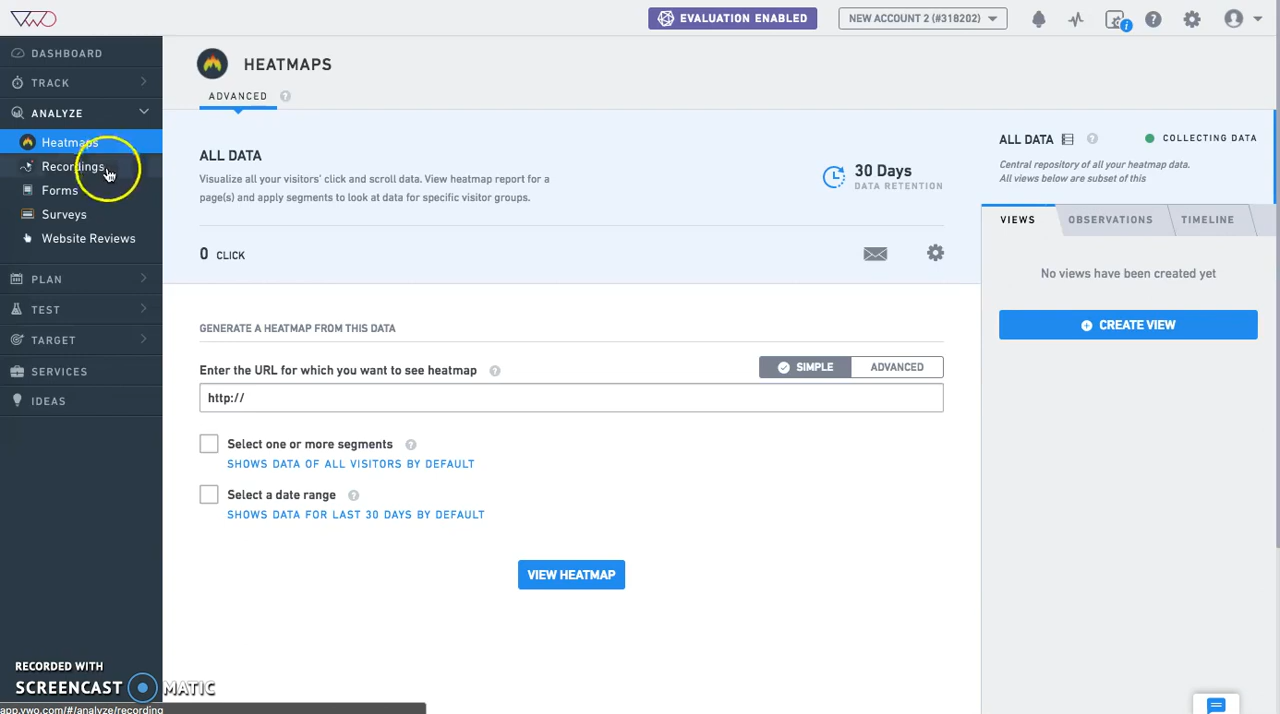 VWO
EVALUATION ENABLED
NEW ACCOUNT 2 (#318202)
i
?
DASHBOARD
TRACK
ANALYZE
Heatmaps
Recordings
Forms
Surveys
Website Reviews
PLAN
TEST
TARGET
SERVICES
IDEAS
HEATMAPS
ADVANCED ?
ALL DATA
Visualize all your visitors' click and scroll data. View heatmap report for a
page(s) and apply segments to look at data for specific visitor groups.
30 Days
DATA RETENTION
0 CLICK
GENERATE A HEATMAP FROM THIS DATA
Enter the URL for which you want to see heatmap ?
SIMPLE ADVANCED
http://
Select one or more segments ?
SHOWS DATA OF ALL VISITORS BY DEFAULT
Select a date range ?
SHOWS DATA FOR LAST 30 DAYS BY DEFAULT
VIEW HEATMAP
ALL DATA ? COLLECTING DATA
Central repository of all your heatmap data.
All views below are subset of this
VIEWS OBSERVATIONS TIMELINE
No views have been created yet
+ CREATE VIEW
RECORDED WITH
SCREENCAST MATIC
app.vwo.com/#/analyze/recording